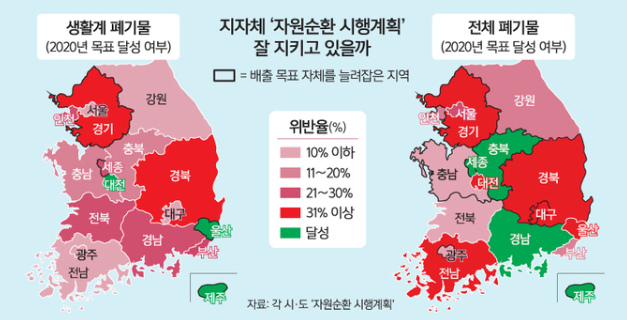 지자체 ‘자원순환 시행계획’
잘 지키고 있을까
= 배출 목표 자체를 늘려잡은 지역
생활계 폐기물
(2020년 목표 달성 여부)
강원
서울
인천
경기
충북
세종
충남
대전
경북
대구
전북
울산
경남
부산
광주
전남
제주
위반율(%)
10% 이하
11~20%
21~30%
31% 이상
달성
전체 폐기물
(2020년 목표 달성 여부)
강원
서울
인천
경기
충북
세종
충남
대전
경북
대구
전북
울산
경남
부산
광주
전남
제주
자료: 각 시·도 ‘자원순환 시행계획’